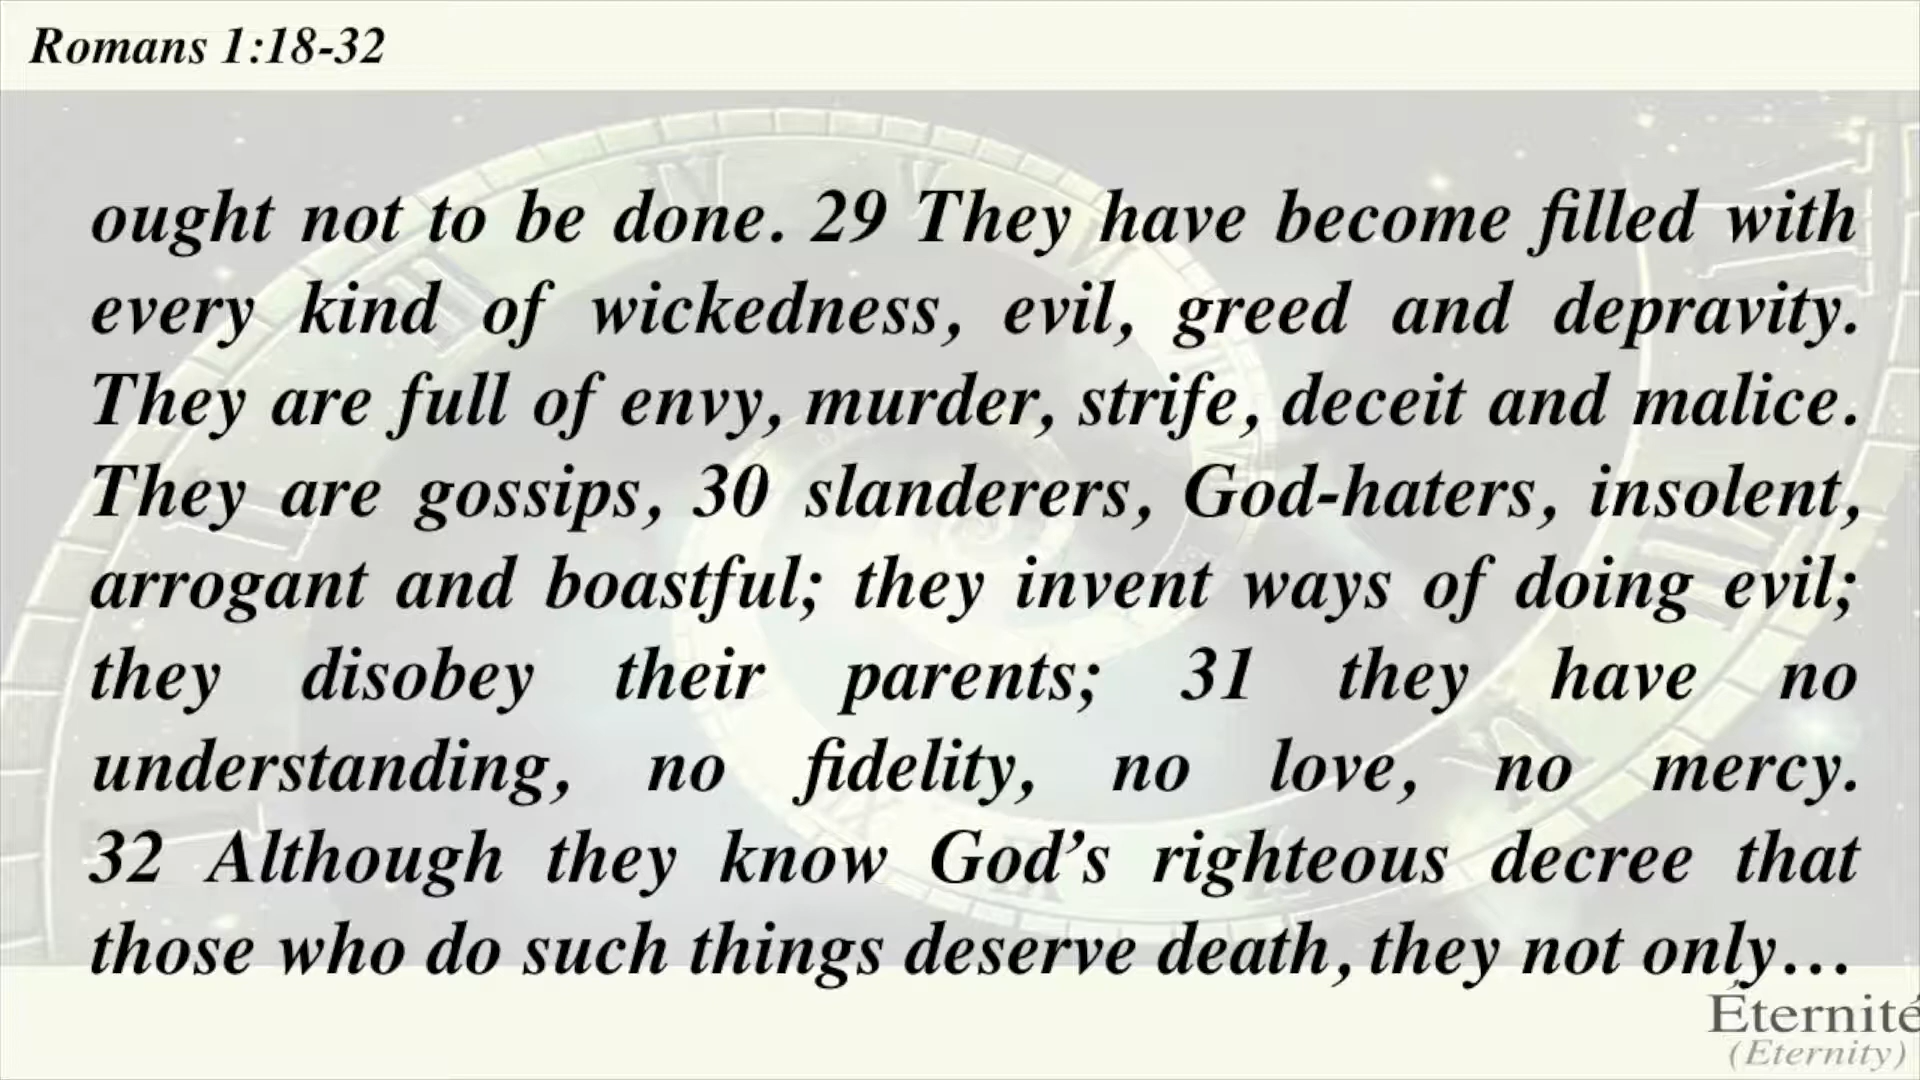 Romans 1:18-32
ought not to be done. 29 They have become filled with
every kind of wickedness, evil, greed and depravity.
They are full of envy, murder, strife, deceit and malice.
They are gossips, 30 slanderers, God-haters, insolent,
arrogant and boastful; they invent ways of doing evil;
they disobey their parents; 31 they have no
understanding, no fidelity, no love, no mercy.
32 Although they know God’s righteous decree that
those who do such things deserve death, they not only…
Éternité
(Eternity)